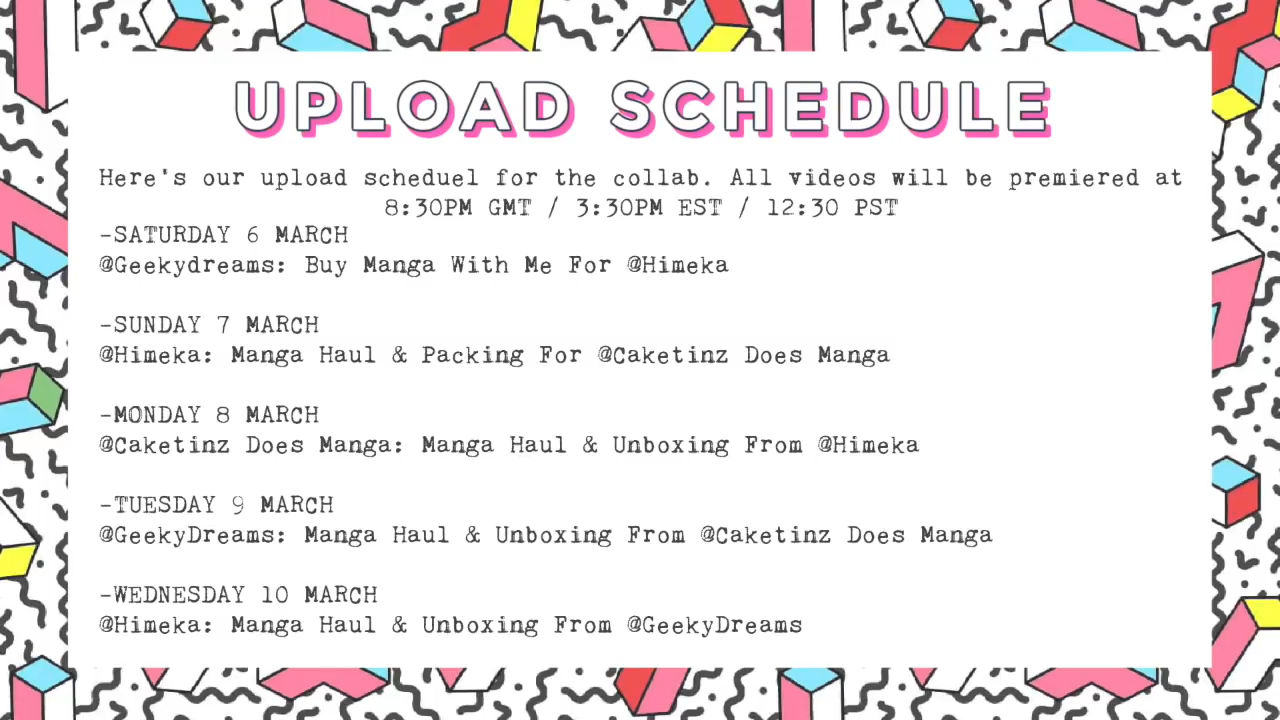 UPLOAD SCHEDULE
Here's our upload scheduel for the collab. All videos will be premiered at
8:30PM GMT / 3:30PM EST / 12:30 PST
-SATURDAY 6 MARCH
@Geekydreams: Buy Manga With Me For @Himeka
-SUNDAY 7 MARCH
@Himeka: Manga Haul & Packing For @Caketinz Does Manga
-MONDAY 8 MARCH
@Caketinz Does Manga: Manga Haul & Unboxing From @Himeka
-TUESDAY 9 MARCH
@GeekyDreams: Manga Haul & Unboxing From @Caketinz Does Manga
-WEDNESDAY 10 MARCH
@Himeka: Manga Haul & Unboxing From @GeekyDreams